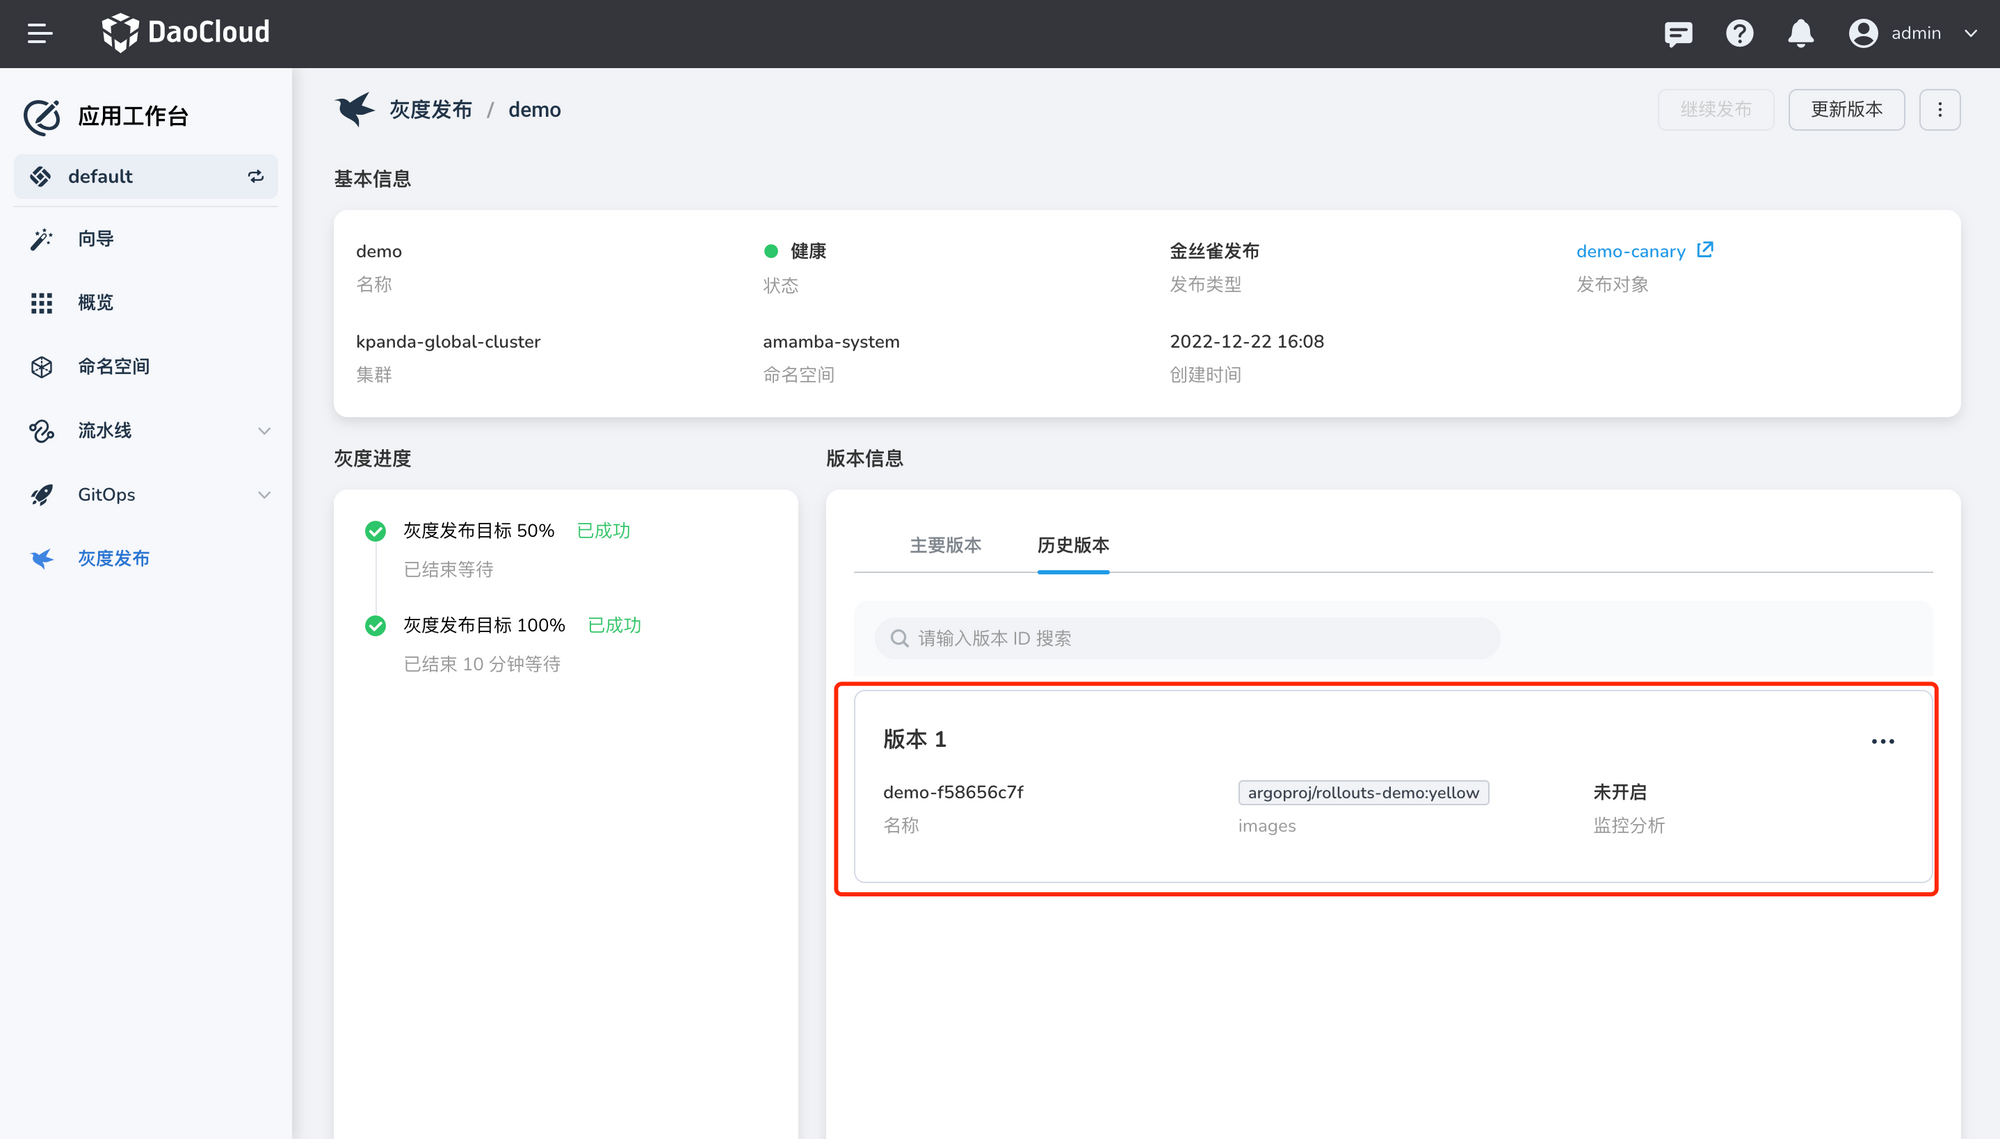 DaoCloud
admin
应用工作台
default
向导
概览
命名空间
流水线
GitOps
灰度发布
灰度发布 / demo
继续发布
更新版本
基本信息
demo
名称
健康
状态
金丝雀发布
发布类型
demo-canary
发布对象
kpanda-global-cluster
集群
amamba-system
命名空间
2022-12-22 16:08
创建时间
灰度进度
灰度发布目标 50% 已成功
已结束等待
灰度发布目标 100% 已成功
已结束 10 分钟等待
版本信息
主要版本
历史版本
请输入版本 ID 搜索
版本 1
demo-f58656c7f
名称
argoproj/rollouts-demo:yellow
images
未开启
监控分析